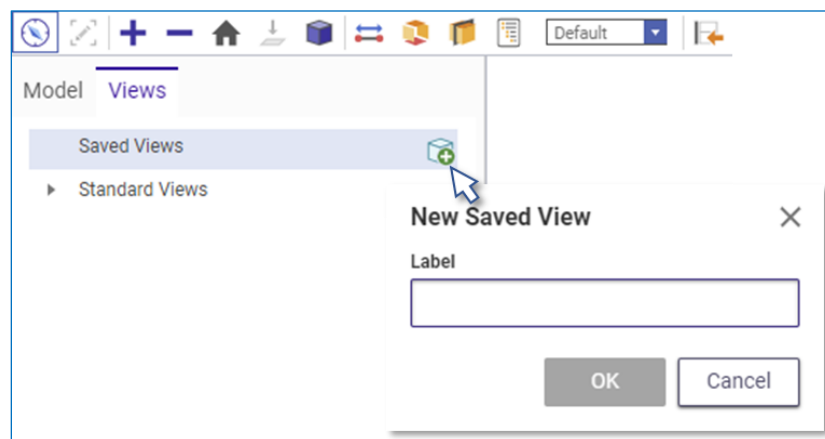 Default
Model Views
Saved Views
Standard Views
New Saved View
Label
OK Cancel